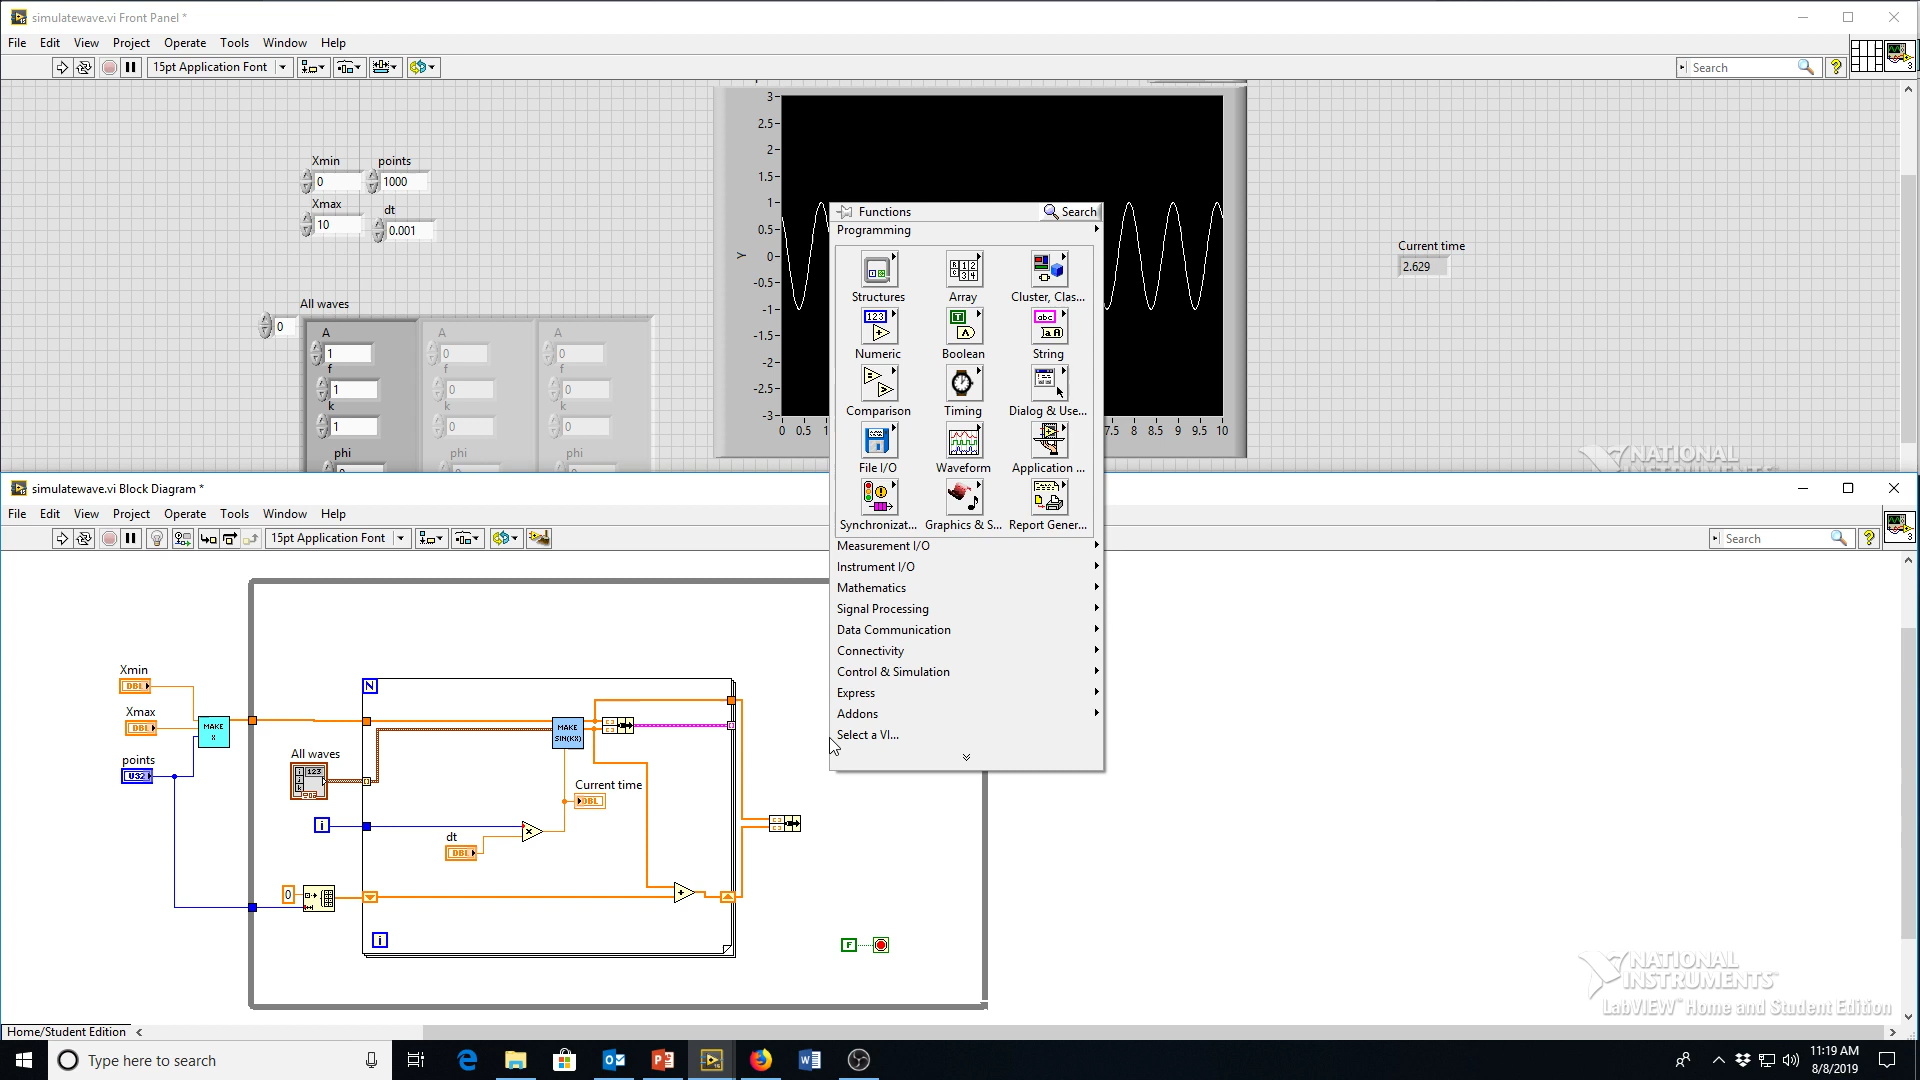 simulatewave.vi Front Panel *
File Edit View Project Operate Tools Window Help
15pt Application Font
Search
?
3
Xmin points
0 1000
Xmax dt
10 0.001
All waves
0
A A A
1 0 0
f f f
1 0 0
k k k
1 0 0
phi phi phi
3
2.5
2
1.5
1
0.5
0
-0.5
-1
-1.5
-2
-2.5
-3
Y
0 0.5 1 7.5 8 8.5 9 9.5 10
Current time
2.629
NATIONAL
INSTRUMENTS
Functions Search
Programming
Structures Array Cluster, Clas...
Numeric Boolean String
Comparison Timing Dialog & Use...
File I/O Waveform Application ...
Synchronizat... Graphics & S... Report Gener...
Measurement I/O
Instrument I/O
Mathematics
Signal Processing
Data Communication
Connectivity
Control & Simulation
Express
Addons
Select a VI...
simulatewave.vi Block Diagram *
File Edit View Project Operate Tools Window Help
15pt Application Font
Search
?
3
Xmin
DBL
Xmax
DBL
points
U32
MAKE
X
All waves
N
MAKE
SIN(KX)
Current time
DBL
i
dt
DBL
0
i
F
NATIONAL
INSTRUMENTS
LabVIEW™ Home and Student Edition
Home/Student Edition
Type here to search
11:19 AM
8/8/2019